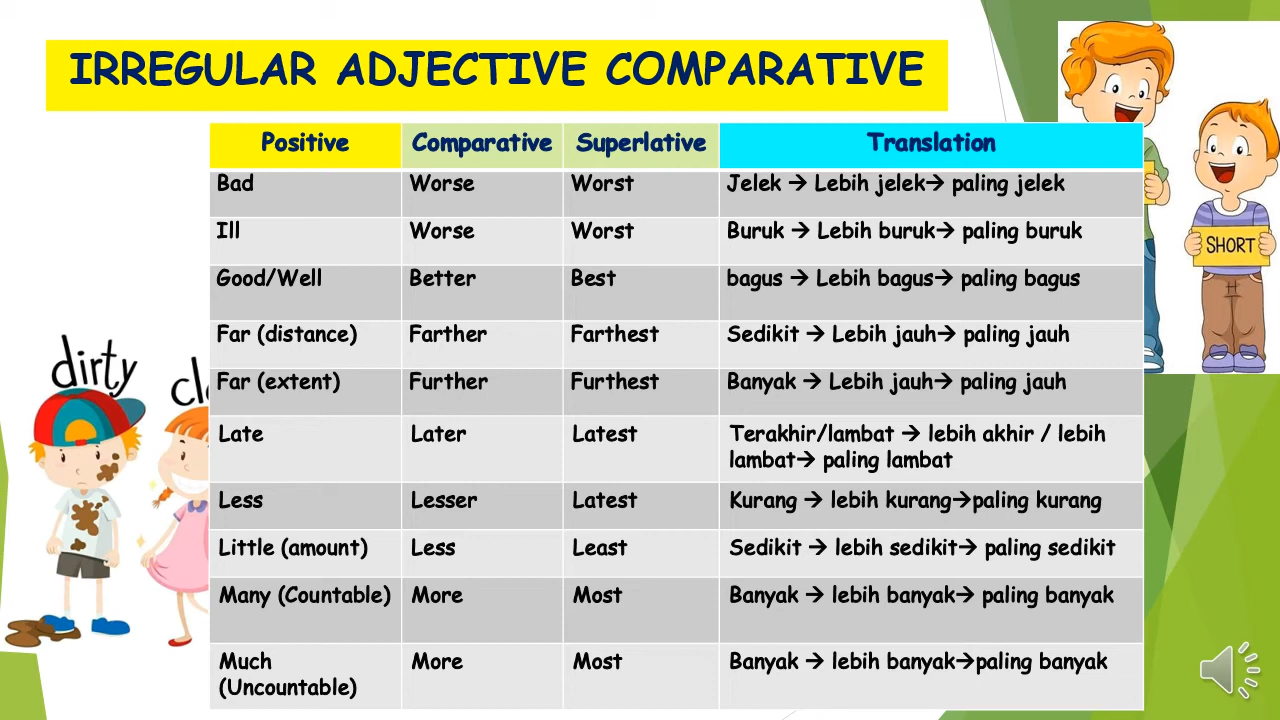 IRREGULAR ADJECTIVE COMPARATIVE
Positive Comparative Superlative Translation
Bad Worse Worst Jelek → Lebih jelek→ paling jelek
Ill Worse Worst Buruk → Lebih buruk→ paling buruk
Good/Well Better Best bagus → Lebih bagus→ paling bagus
Far (distance) Farther Farthest Sedikit → Lebih jauh→ paling jauh
Far (extent) Further Furthest Banyak → Lebih jauh→ paling jauh
Late Later Latest Terakhir/lambat → lebih akhir / lebih
lambat→ paling lambat
Less Lesser Latest Kurang → lebih kurang→paling kurang
Little (amount) Less Least Sedikit → lebih sedikit→ paling sedikit
Many (Countable) More Most Banyak → lebih banyak→ paling banyak
Much More Most Banyak → lebih banyak→paling banyak
(Uncountable)
SHORT
dirty